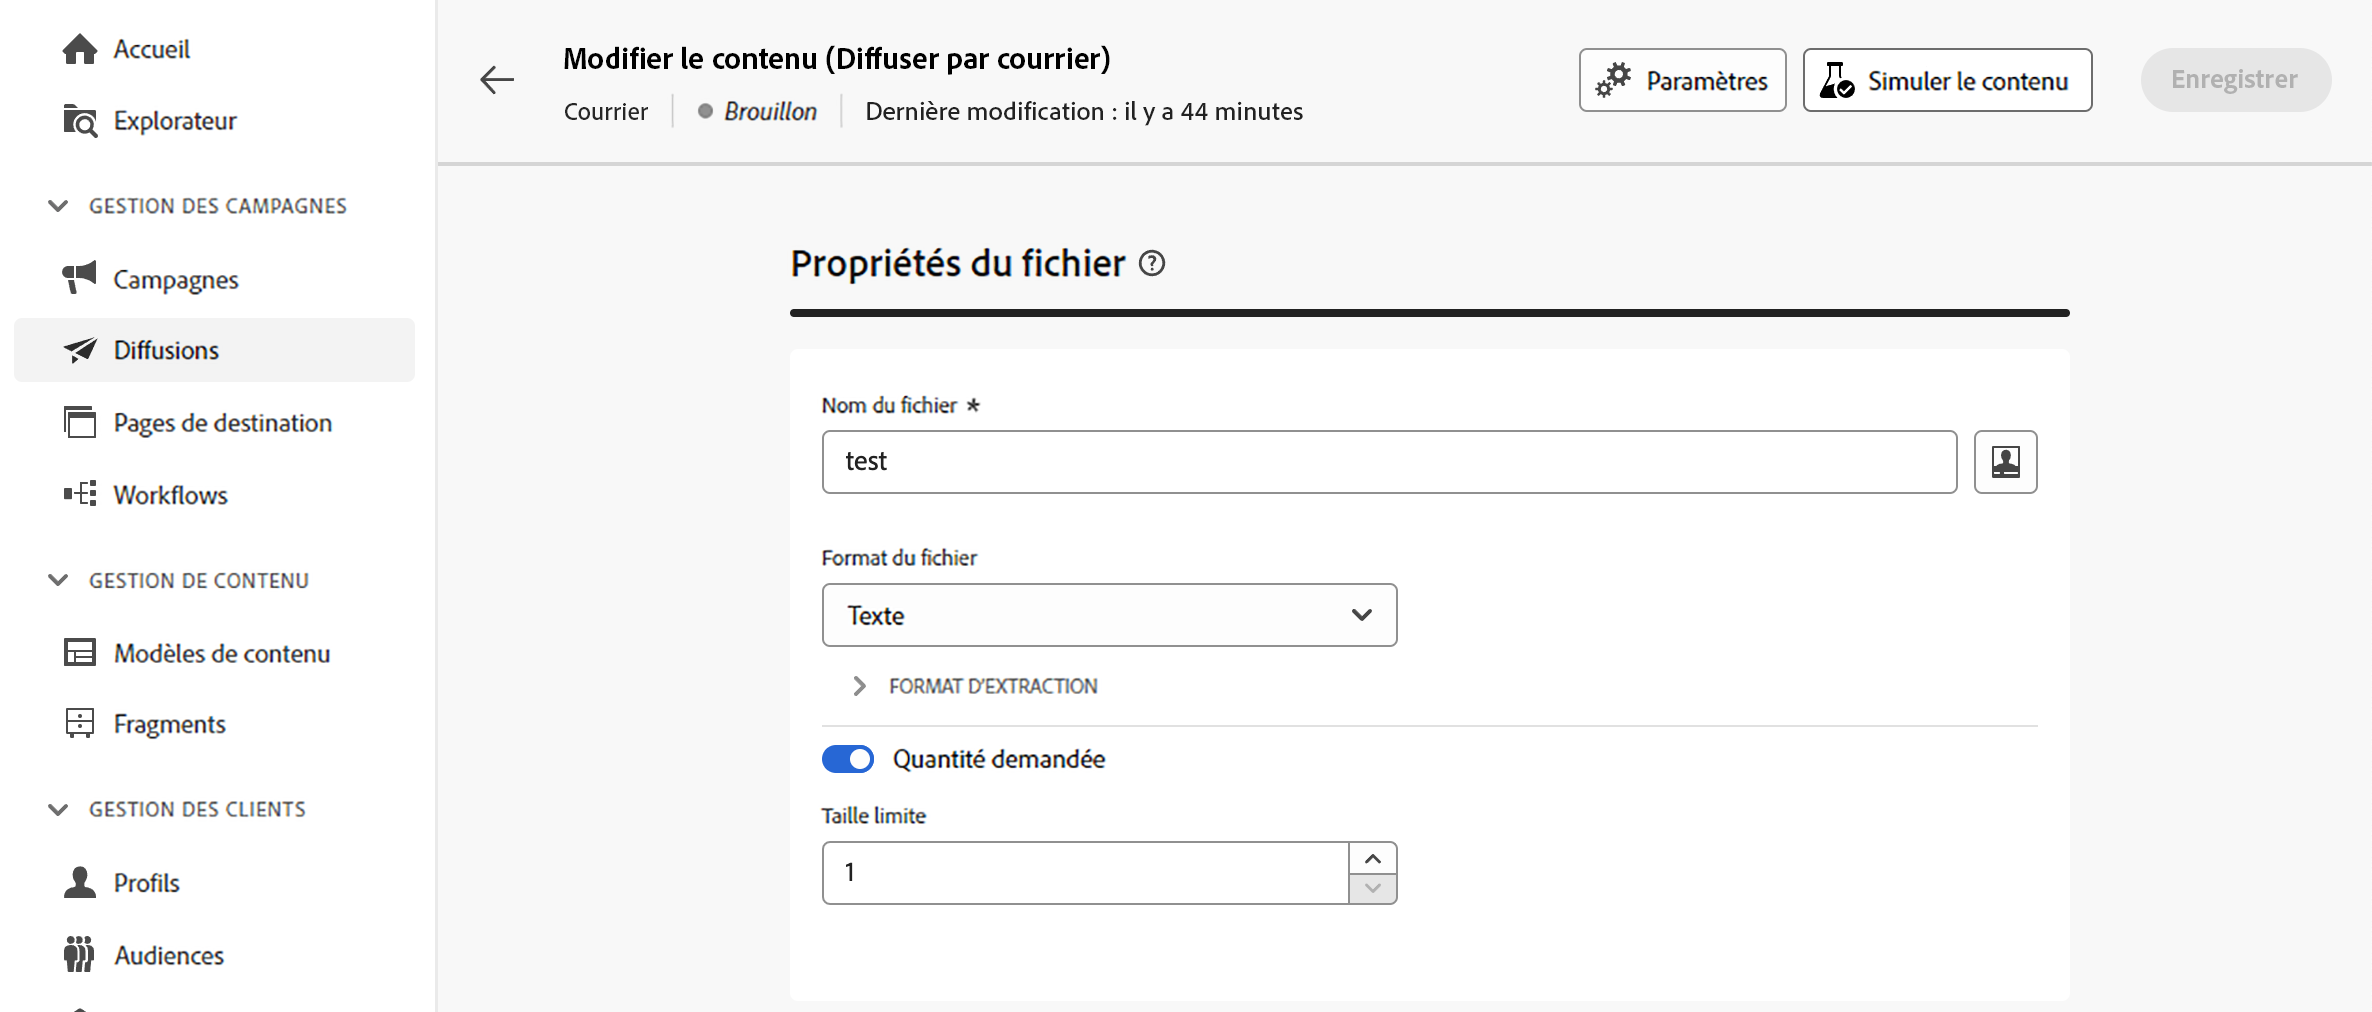 Accueil
Explorateur
GESTION DES CAMPAGNES
Campagnes
Diffusions
Pages de destination
Workflows
GESTION DE CONTENU
Modèles de contenu
Fragments
GESTION DES CLIENTS
Profils
Audiences
Modifier le contenu (Diffuser par courrier)
Courrier
Brouillon
Dernière modification : il y a 44 minutes
Paramètres
Simuler le contenu
Enregistrer
Propriétés du fichier
Nom du fichier *
test
Format du fichier
Texte
FORMAT D'EXTRACTION
Quantité demandée
Taille limite
1